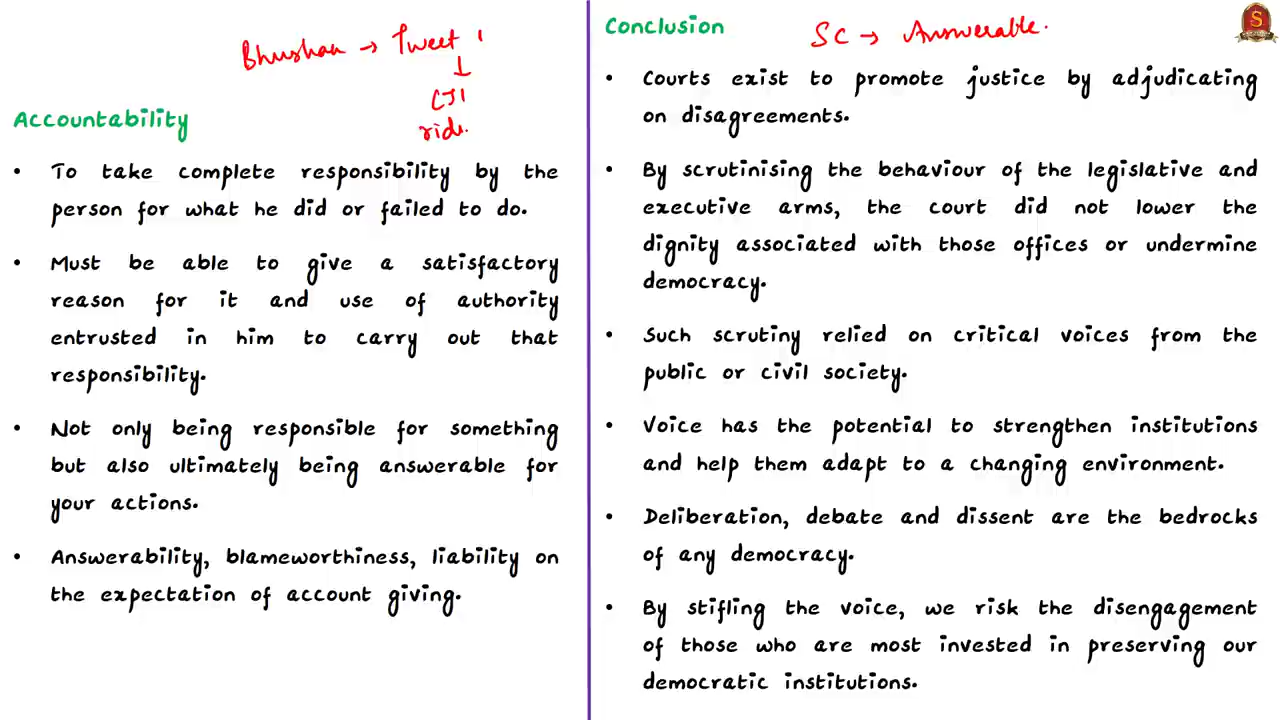 Bhushan → Tweet 1
↓
CJI
ride.
Accountability
• To take complete responsibility by the
person for what he did or failed to do.
• Must be able to give a satisfactory
reason for it and use of authority
entrusted in him to carry out that
responsibility.
• Not only being responsible for something
but also ultimately being answerable for
your actions.
• Answerability, blameworthiness, liability on
the expectation of account giving.
Conclusion
SC → Answerable.
• Courts exist to promote justice by adjudicating
on disagreements.
• By scrutinising the behaviour of the legislative and
executive arms, the court did not lower the
dignity associated with those offices or undermine
democracy.
• Such scrutiny relied on critical voices from the
public or civil society.
• Voice has the potential to strengthen institutions
and help them adapt to a changing environment.
• Deliberation, debate and dissent are the bedrocks
of any democracy.
• By stifling the voice, we risk the disengagement
of those who are most invested in preserving our
democratic institutions.